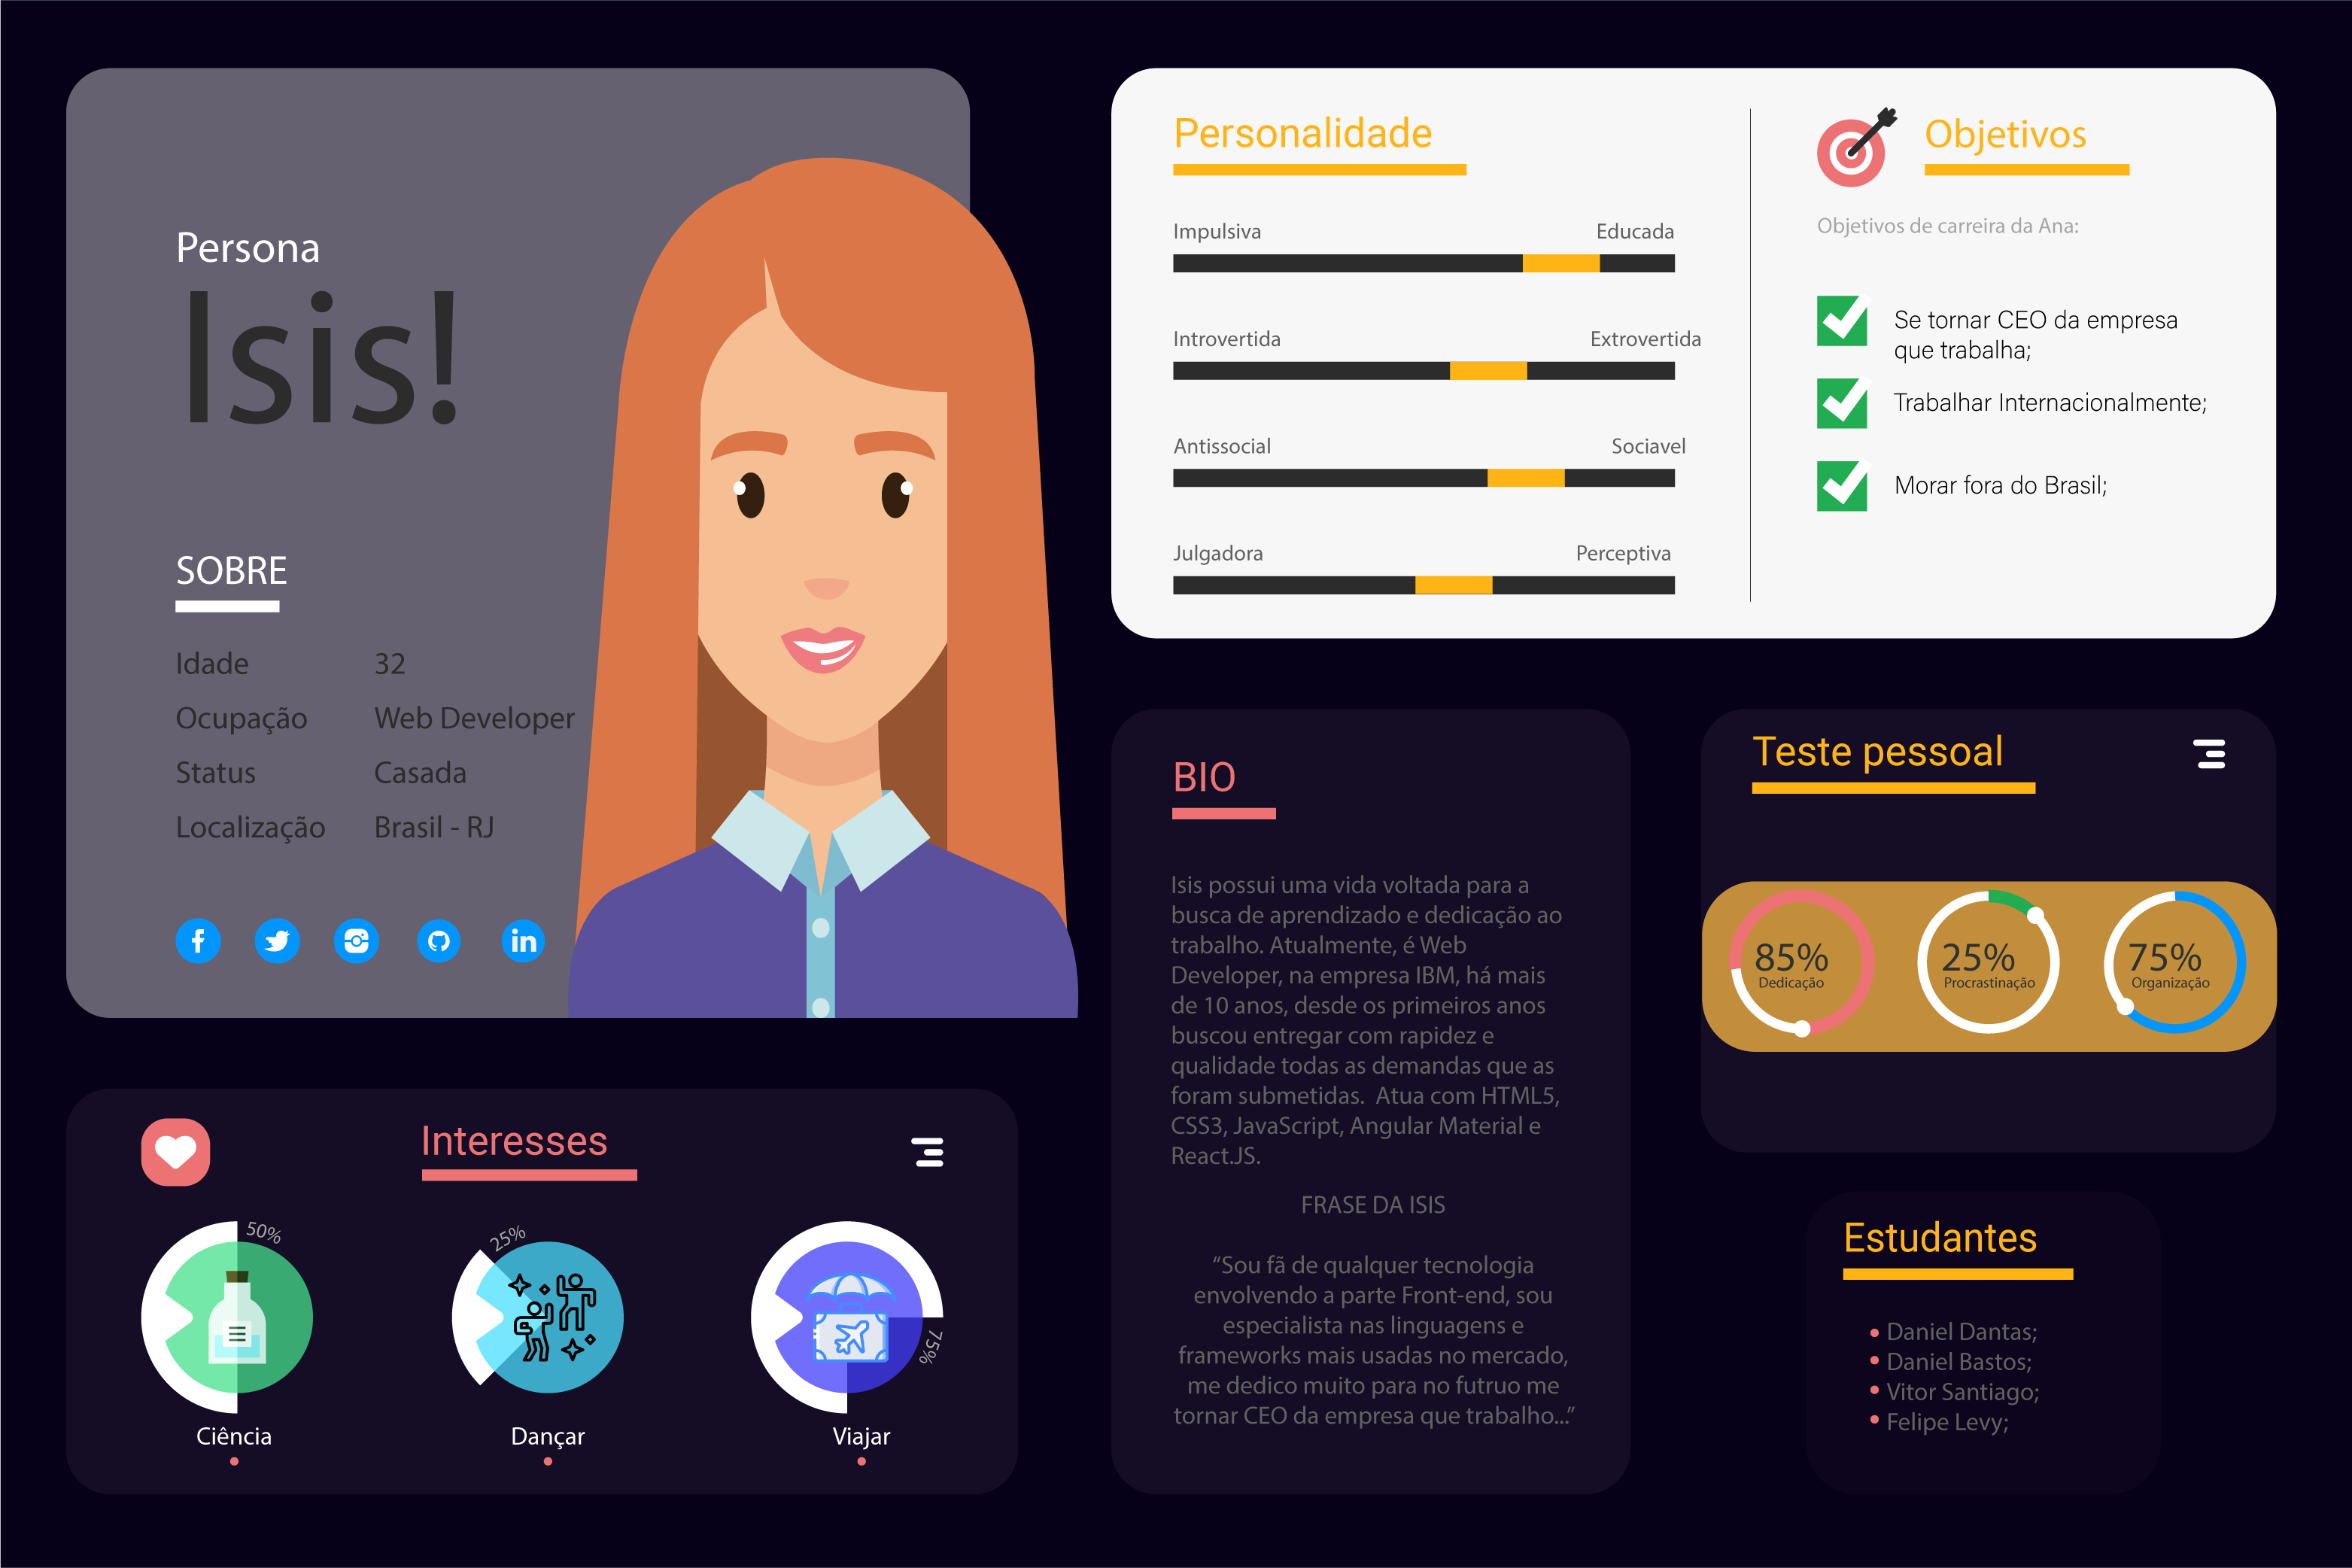 Persona
Isis!
SOBRE
Idade 32
Ocupação Web Developer
Status Casada
Localização Brasil - RJ
Personalidade
Impulsiva Educada
Introvertida Extrovertida
Antissocial Sociavel
Julgadora Perceptiva
Objetivos
Objetivos de carreira da Ana:
Se tornar CEO da empresa
que trabalha;
Trabalhar Internacionalmente;
Morar fora do Brasil;
Interesses
50%
Ciência
25%
Dançar
75%
Viajar
BIO
Isis possui uma vida voltada para a
busca de aprendizado e dedicação ao
trabalho. Atualmente, é Web
Developer, na empresa IBM, há mais
de 10 anos, desde os primeiros anos
buscou entregar com rapidez e
qualidade todas as demandas que as
foram submetidas. Atua com HTML5,
CSS3, JavaScript, Angular Material e
React.JS.
FRASE DA ISIS
“Sou fã de qualquer tecnologia
envolvendo a parte Front-end, sou
especialista nas linguagens e
frameworks mais usadas no mercado,
me dedico muito para no futruo me
tornar CEO da empresa que trabalho...”
Teste pessoal
85%
Dedicação
25%
Procrastinação
75%
Organização
Estudantes
Daniel Dantas;
Daniel Bastos;
Vitor Santiago;
Felipe Levy;